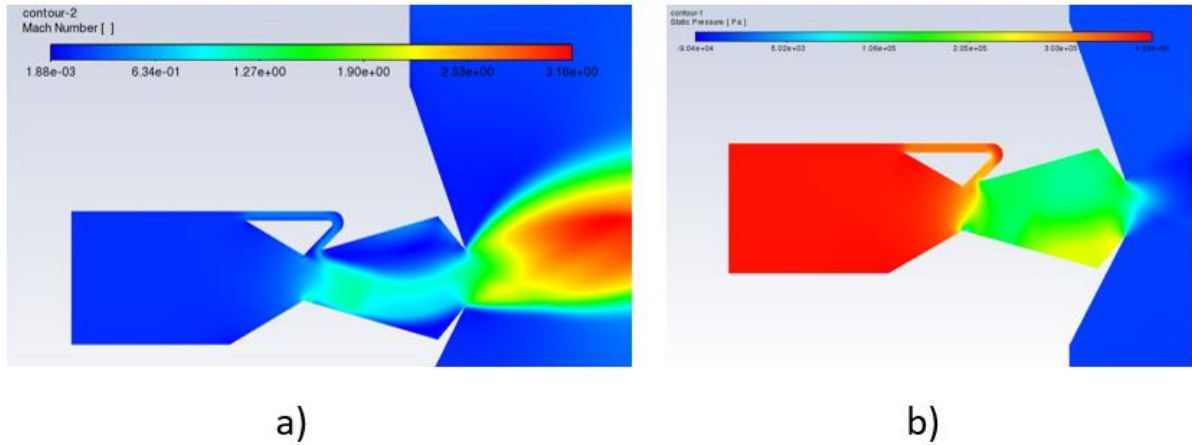 contour-2
Mach Number [ ]
1.88e-03 6.34e-01 1.27e+00 1.90e+00 2.53e+00 3.16e+00
contour-1
Static Pressure [ Pa ]
-9.04e+04 6.02e+03 1.06e+05 2.05e+05 3.03e+05
a)
b)